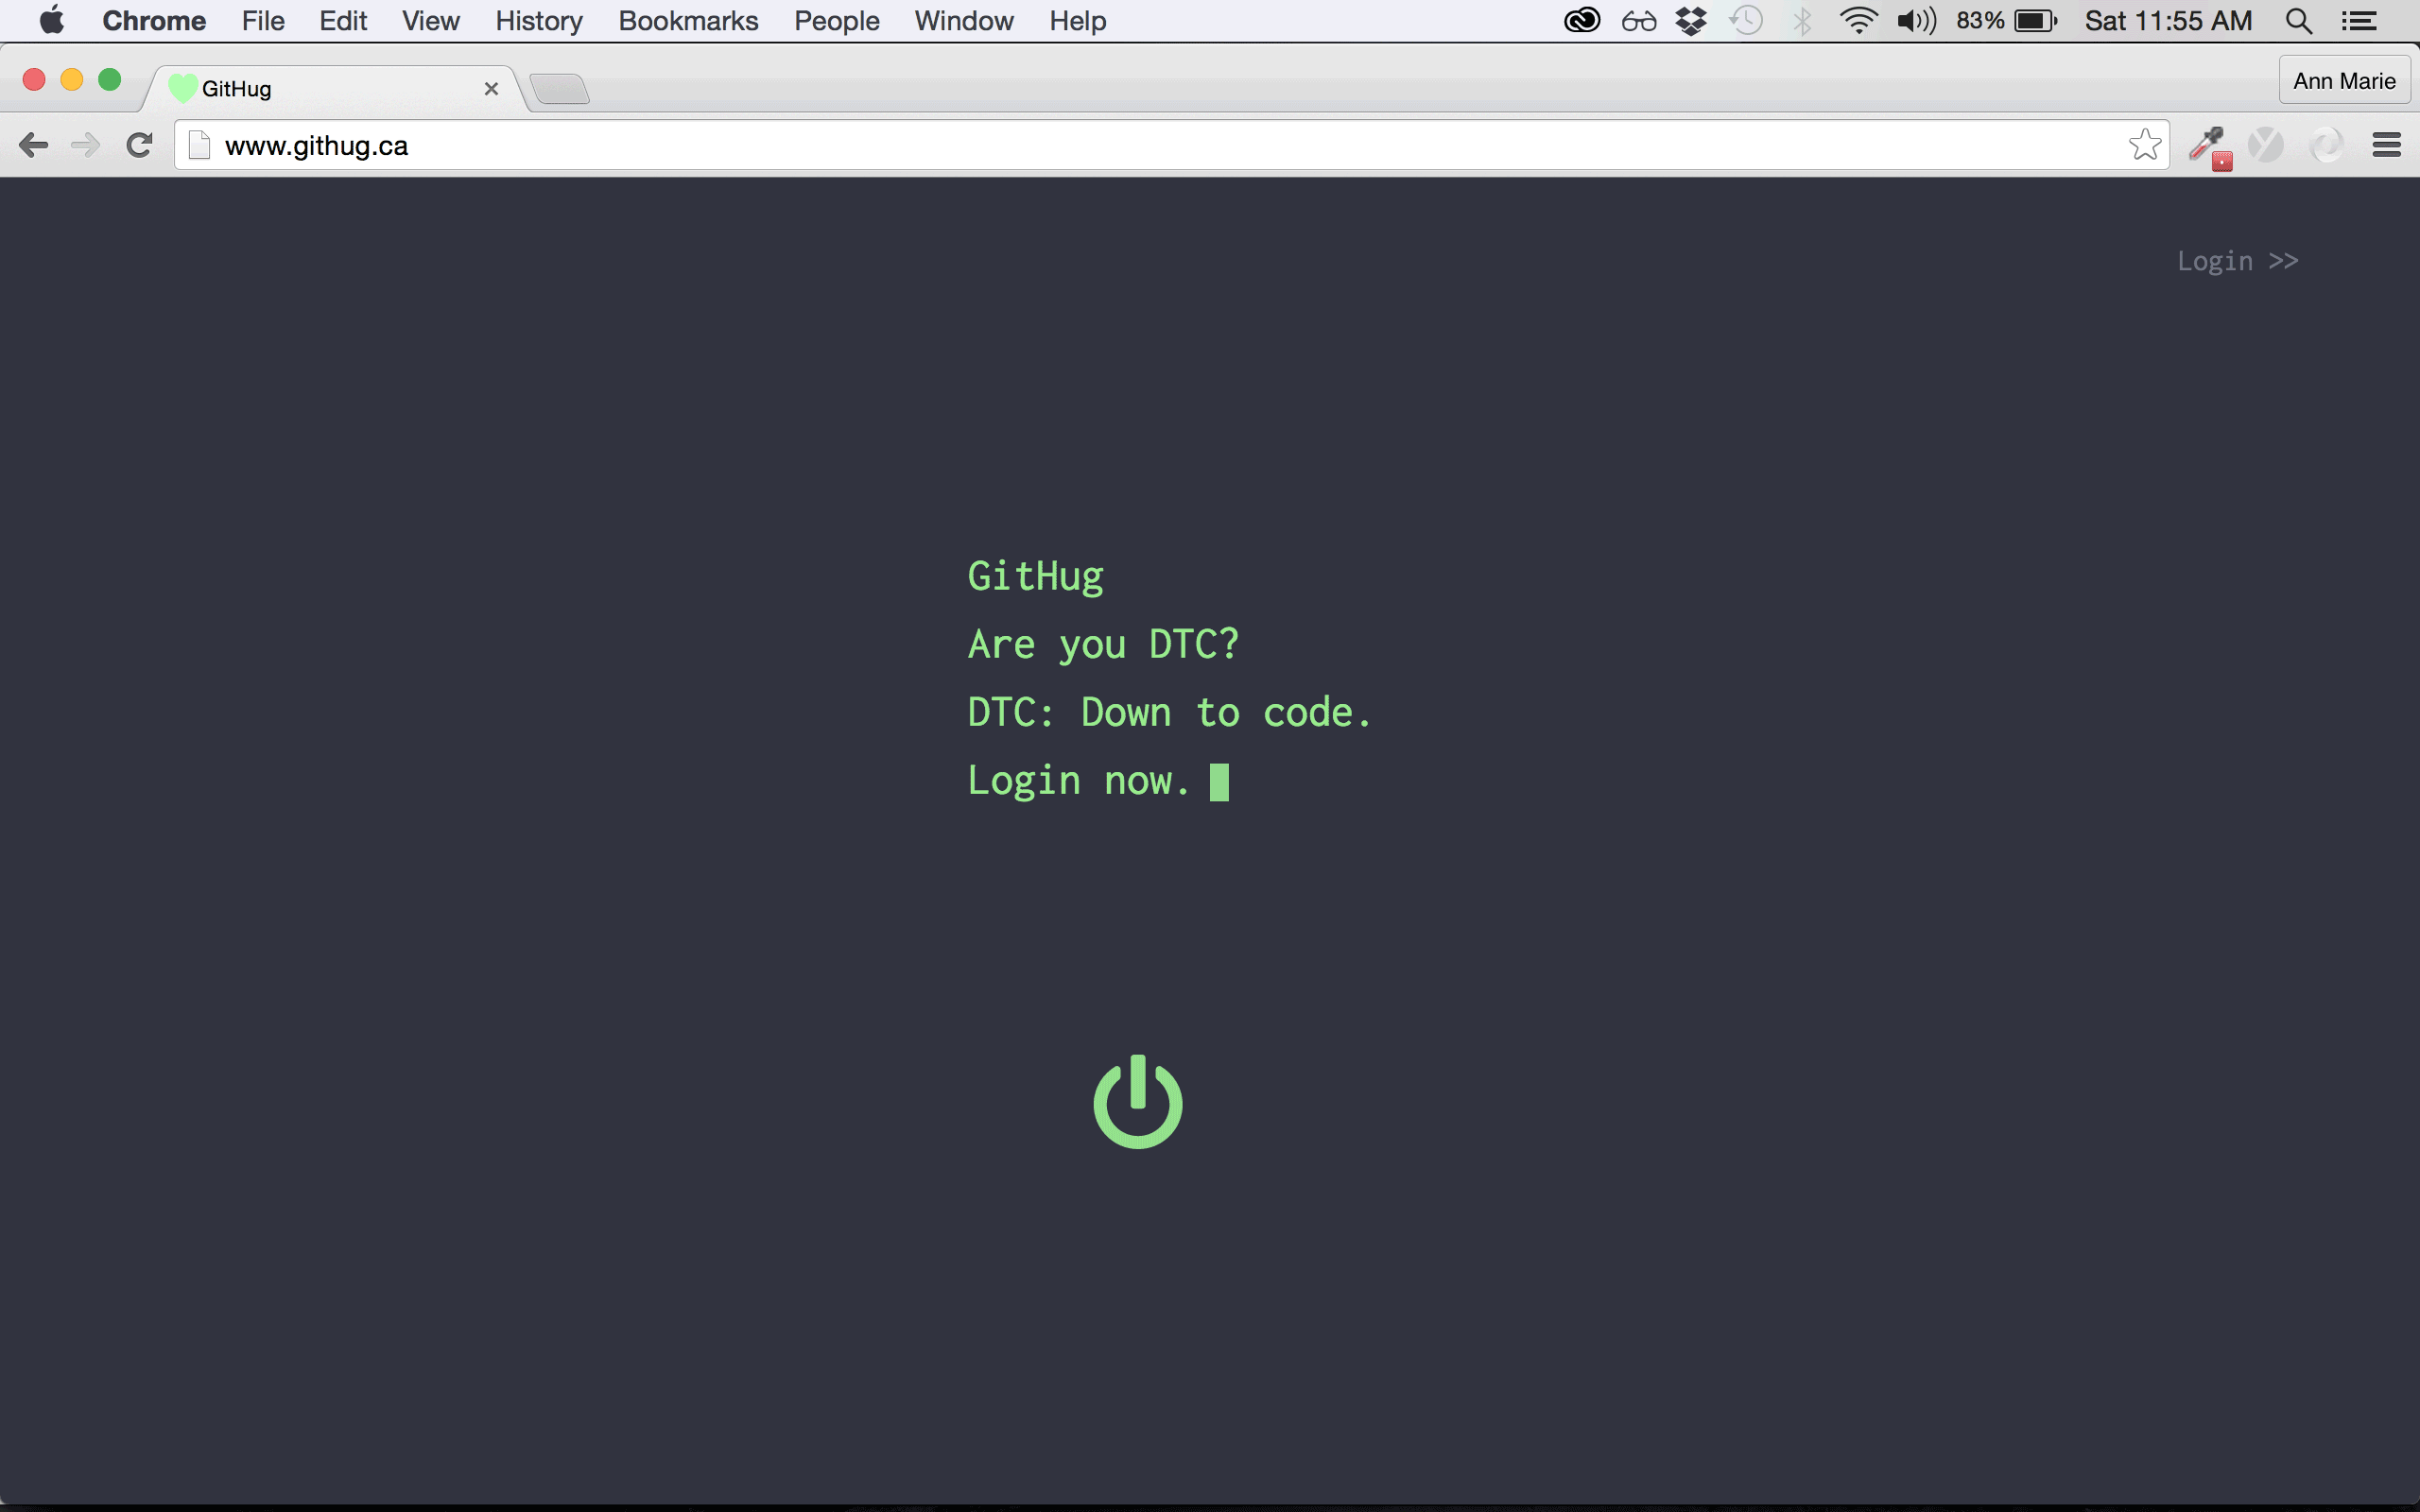 Chrome File Edit View History Bookmarks People Window Help 83% Sat 11:55 AM
GitHug Ann Marie
www.githug.ca
Login >>
GitHug
Are you DTC?
DTC: Down to code.
Login now.